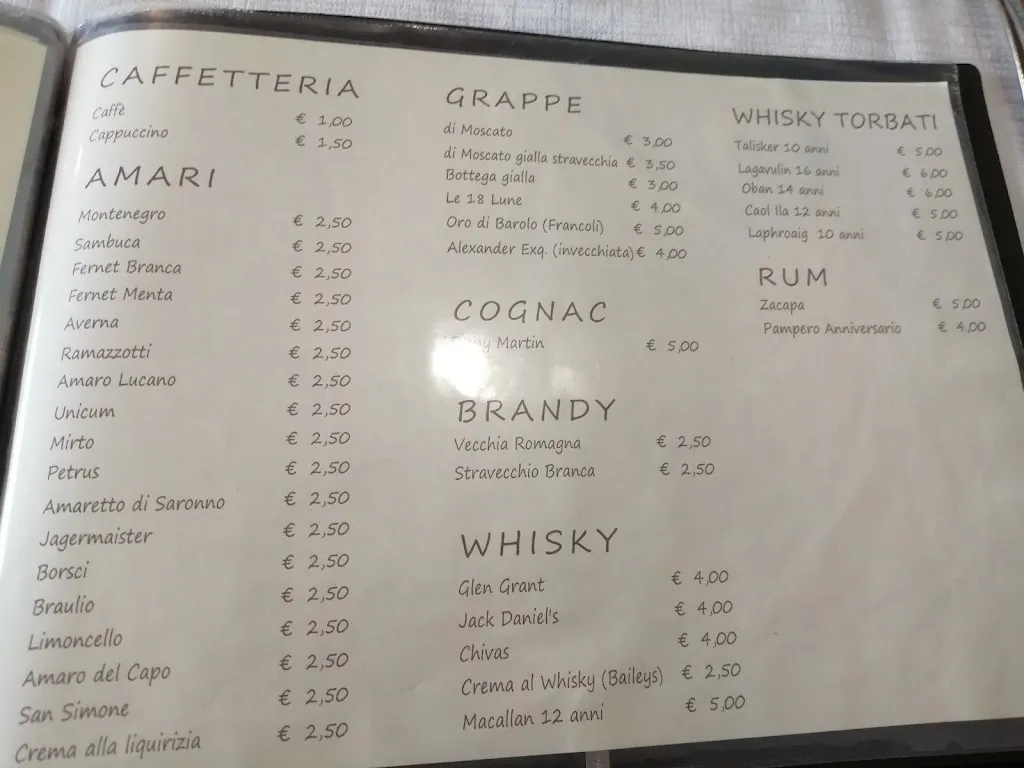 CAFFETTERIA
Caffè € 1,00
Cappuccino € 1,50
AMARI
Montenegro € 2,50
Sambuca € 2,50
Fernet Branca € 2,50
Fernet Menta € 2,50
Averna € 2,50
Ramazzotti € 2,50
Amaro Lucano € 2,50
Unicum € 2,50
Mirto € 2,50
Petrus € 2,50
Amaretto di Saronno € 2,50
Jagermaister € 2,50
Borsci € 2,50
Braulio € 2,50
Limoncello € 2,50
Amaro del Capo € 2,50
San Simone € 2,50
Crema alla liquirizia € 2,50
GRAPPE
di Moscato € 3,00
di Moscato gialla stravecchia € 3,50
Bottega gialla € 3,00
Le 18 Lune € 4,00
Oro di Barolo (Francoli) € 5,00
Alexander Exq. (invecchiata) € 4,00
COGNAC
Martin € 5,00
BRANDY
Vecchia Romagna € 2,50
Stravecchio Branca € 2,50
WHISKY
Glen Grant € 4,00
Jack Daniel's € 4,00
Chivas € 4,00
Crema al Whisky (Baileys) € 2,50
Macallan 12 anni € 5,00
WHISKY TORBATI
Talisker 10 anni € 5,00
Lagavulin 16 anni € 6,00
Oban 14 anni € 6,00
Caol Ila 12 anni € 5,00
Laphroaig 10 anni € 5,00
RUM
Zacapa € 5,00
Pampero Anniversario € 4,00